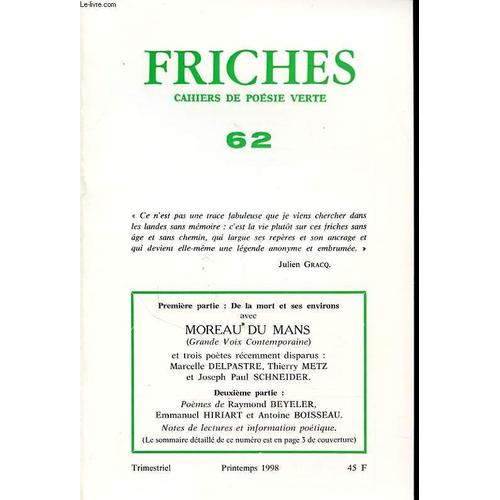 Le-livre.com
FRICHES
CAHIERS DE POÉSIE VERTE
62
« Ce n'est pas une trace fabuleuse que je viens chercher dans
les landes sans mémoire : c'est la vie plutôt sur ces friches sans
âge et sans chemin, qui largue ses repères et son ancrage et
qui devient elle-même une légende anonyme et embrumée. »
Julien GRACQ.
Première partie : De la mort et ses environs
avec
MOREAU DU MANS
(Grande Voix Contemporaine)
et trois poètes récemment disparus :
Marcelle DELPASTRE, Thierry METZ
et Joseph Paul SCHNEIDER.
Deuxième partie :
Poèmes de Raymond BEYELER,
Emmanuel HIRIART et Antoine BOISSEAU.
Notes de lectures et information poétique.
(Le sommaire détaillé de ce numéro est en page 3 de couverture)
Trimestriel Printemps 1998 45 F